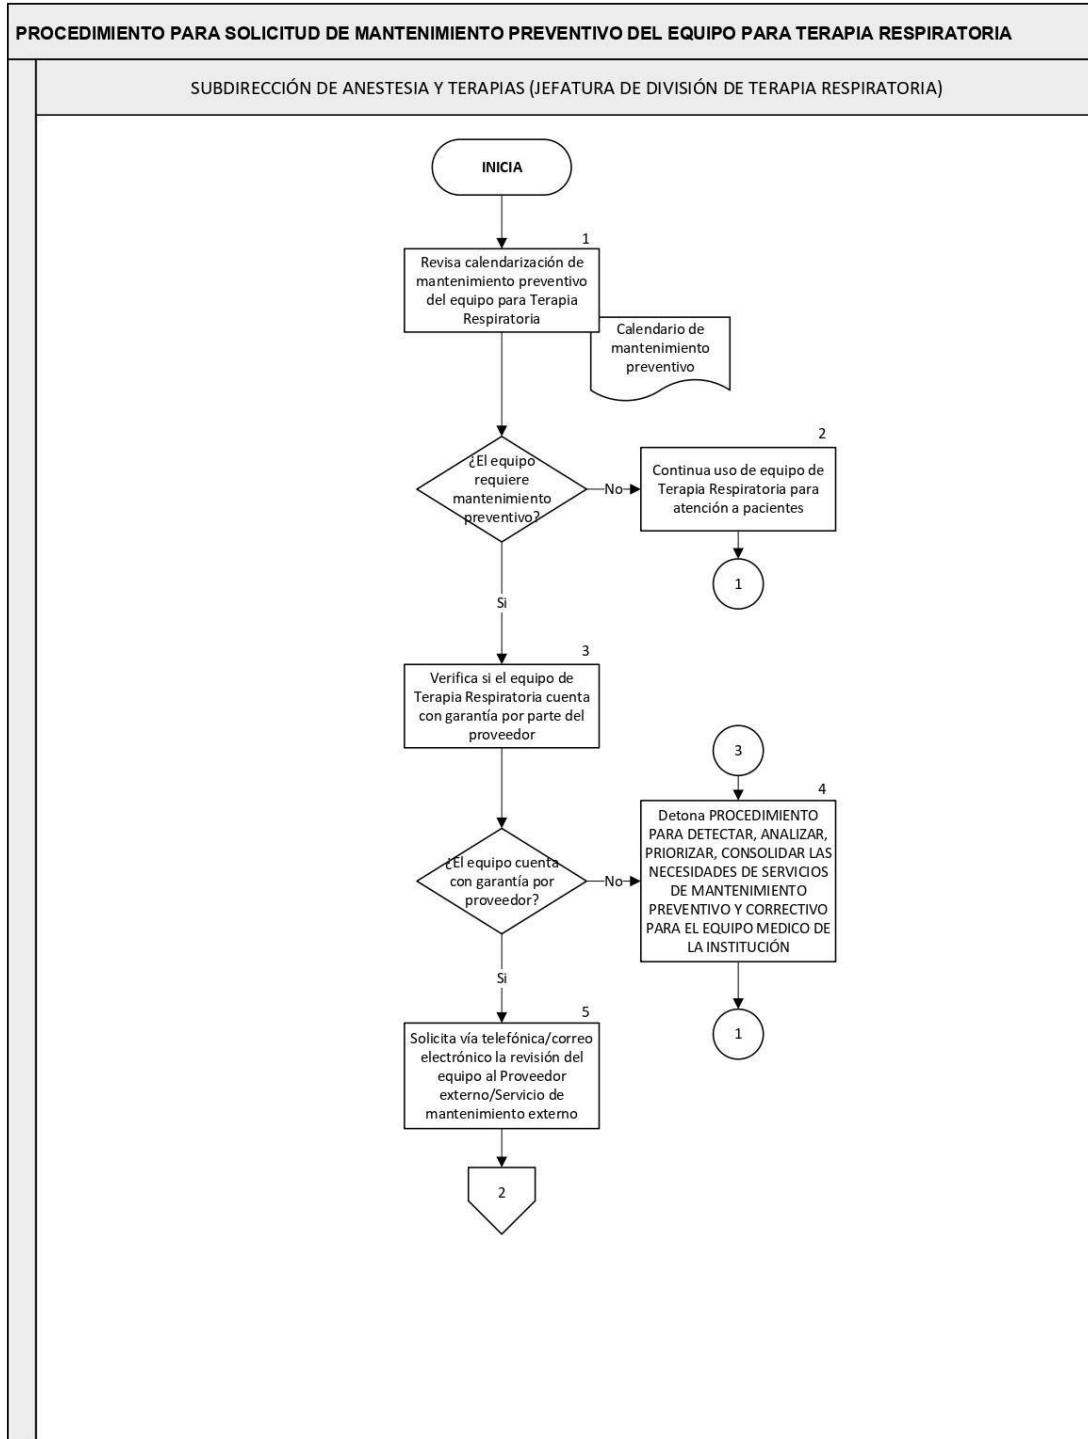 PROCEDIMIENTO PARA SOLICITUD DE MANTENIMIENTO PREVENTIVO DEL EQUIPO PARA TERAPIA RESPIRATORIA
SUBDIRECCIÓN DE ANESTESIA Y TERAPIAS (JEFATURA DE DIVISIÓN DE TERAPIA RESPIRATORIA)
INICIA
1
Revisa calendarización de
mantenimiento preventivo
del equipo para Terapia
Respiratoria
Calendario de
mantenimiento
preventivo
¿El equipo
requiere
mantenimiento
preventivo?
No
2
Continua uso de equipo de
Terapia Respiratoria para
atención a pacientes
1
Si
3
Verifica si el equipo de
Terapia Respiratoria cuenta
con garantía por parte del
proveedor
¿El equipo cuenta
con garantía por
proveedor?
No
3
4
Detona PROCEDIMIENTO
PARA DETECTAR, ANALIZAR,
PRIORIZAR, CONSOLIDAR LAS
NECESIDADES DE SERVICIOS
DE MANTENIMIENTO
PREVENTIVO Y CORRECTIVO
PARA EL EQUIPO MEDICO DE
LA INSTITUCIÓN
1
Si
5
Solicita vía telefónica/correo
electrónico la revisión del
equipo al Proveedor
externo/Servicio de
mantenimiento externo
2